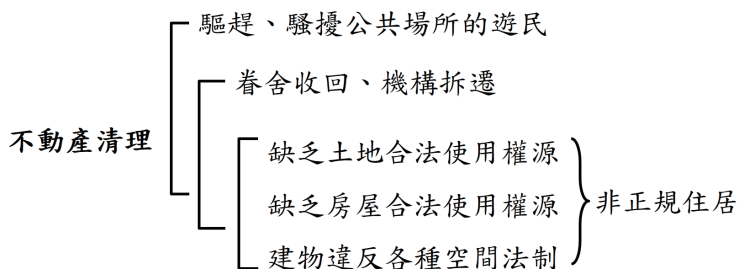 驅趕、騷擾公共場所的遊民
眷舍收回、機構拆遷
不動產清理
缺乏土地合法使用權源
缺乏房屋合法使用權源
非正規住居
建物違反各種空間法制